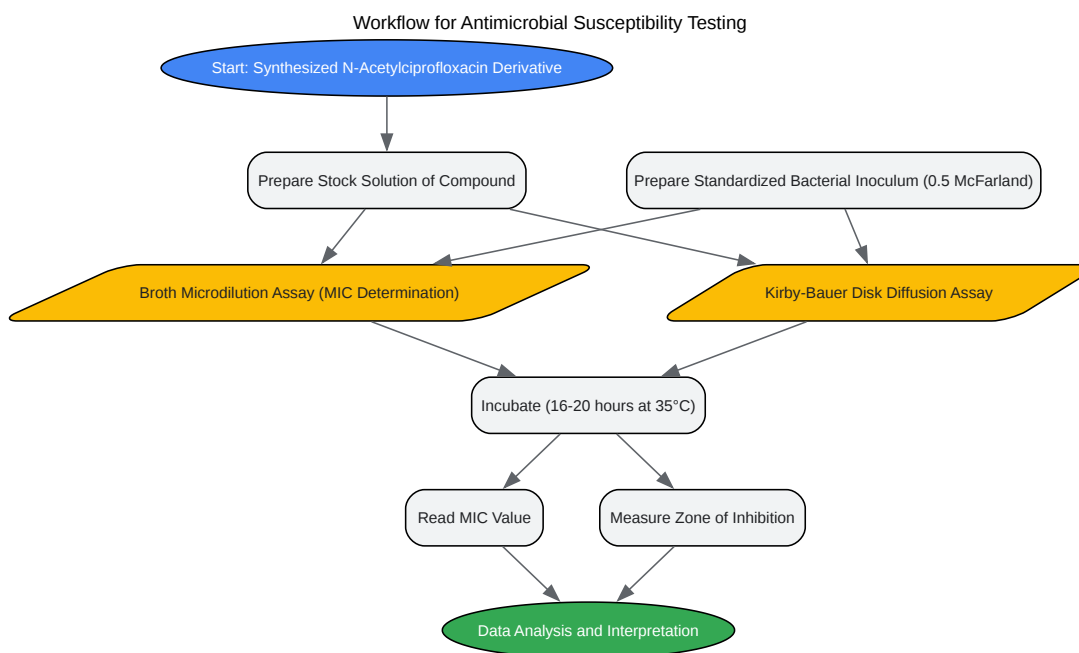 Workflow for Antimicrobial Susceptibility Testing
Start: Synthesized N-Acetylciprofloxacin Derivative
Prepare Stock Solution of Compound
Prepare Standardized Bacterial Inoculum (0.5 McFarland)
Broth Microdilution Assay (MIC Determination)
Kirby-Bauer Disk Diffusion Assay
Incubate (16-20 hours at 35°C)
Read MIC Value
Measure Zone of Inhibition
Data Analysis and Interpretation